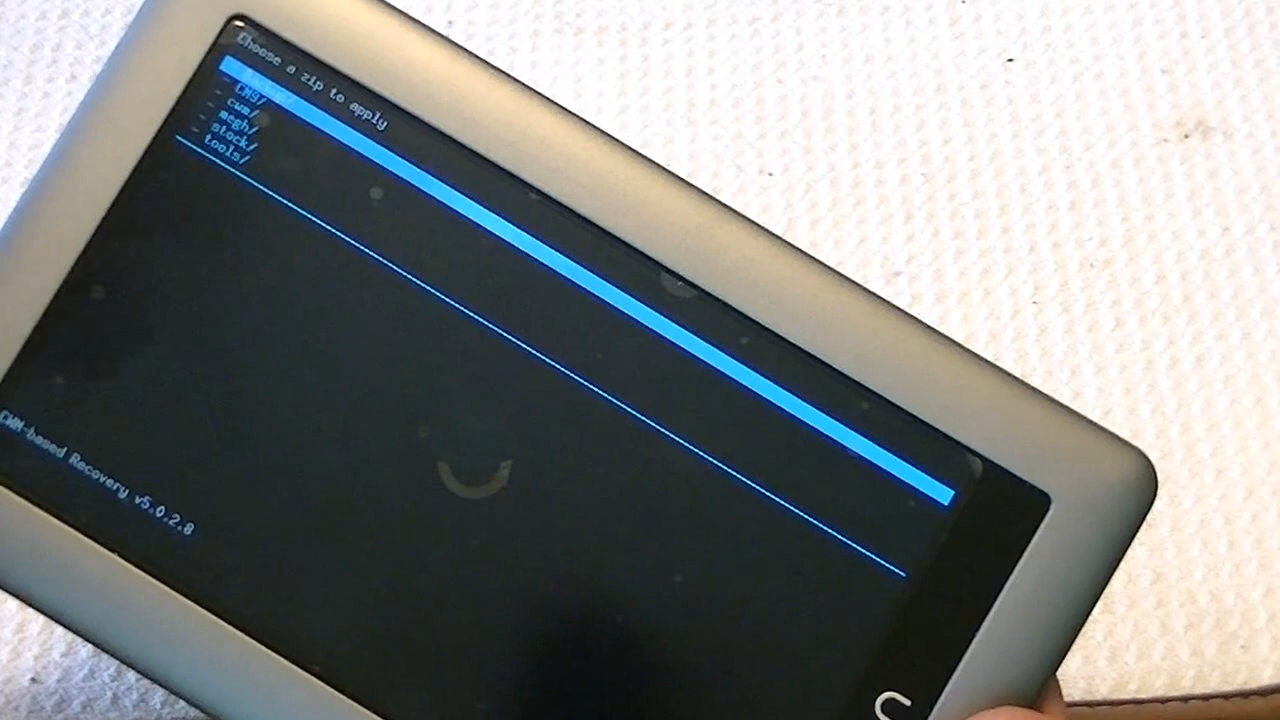 Choose a zip to apply
- CM9/
- cwm/
- megh/
- stock/
- tools/
CWM-based Recovery v5.0.2.8